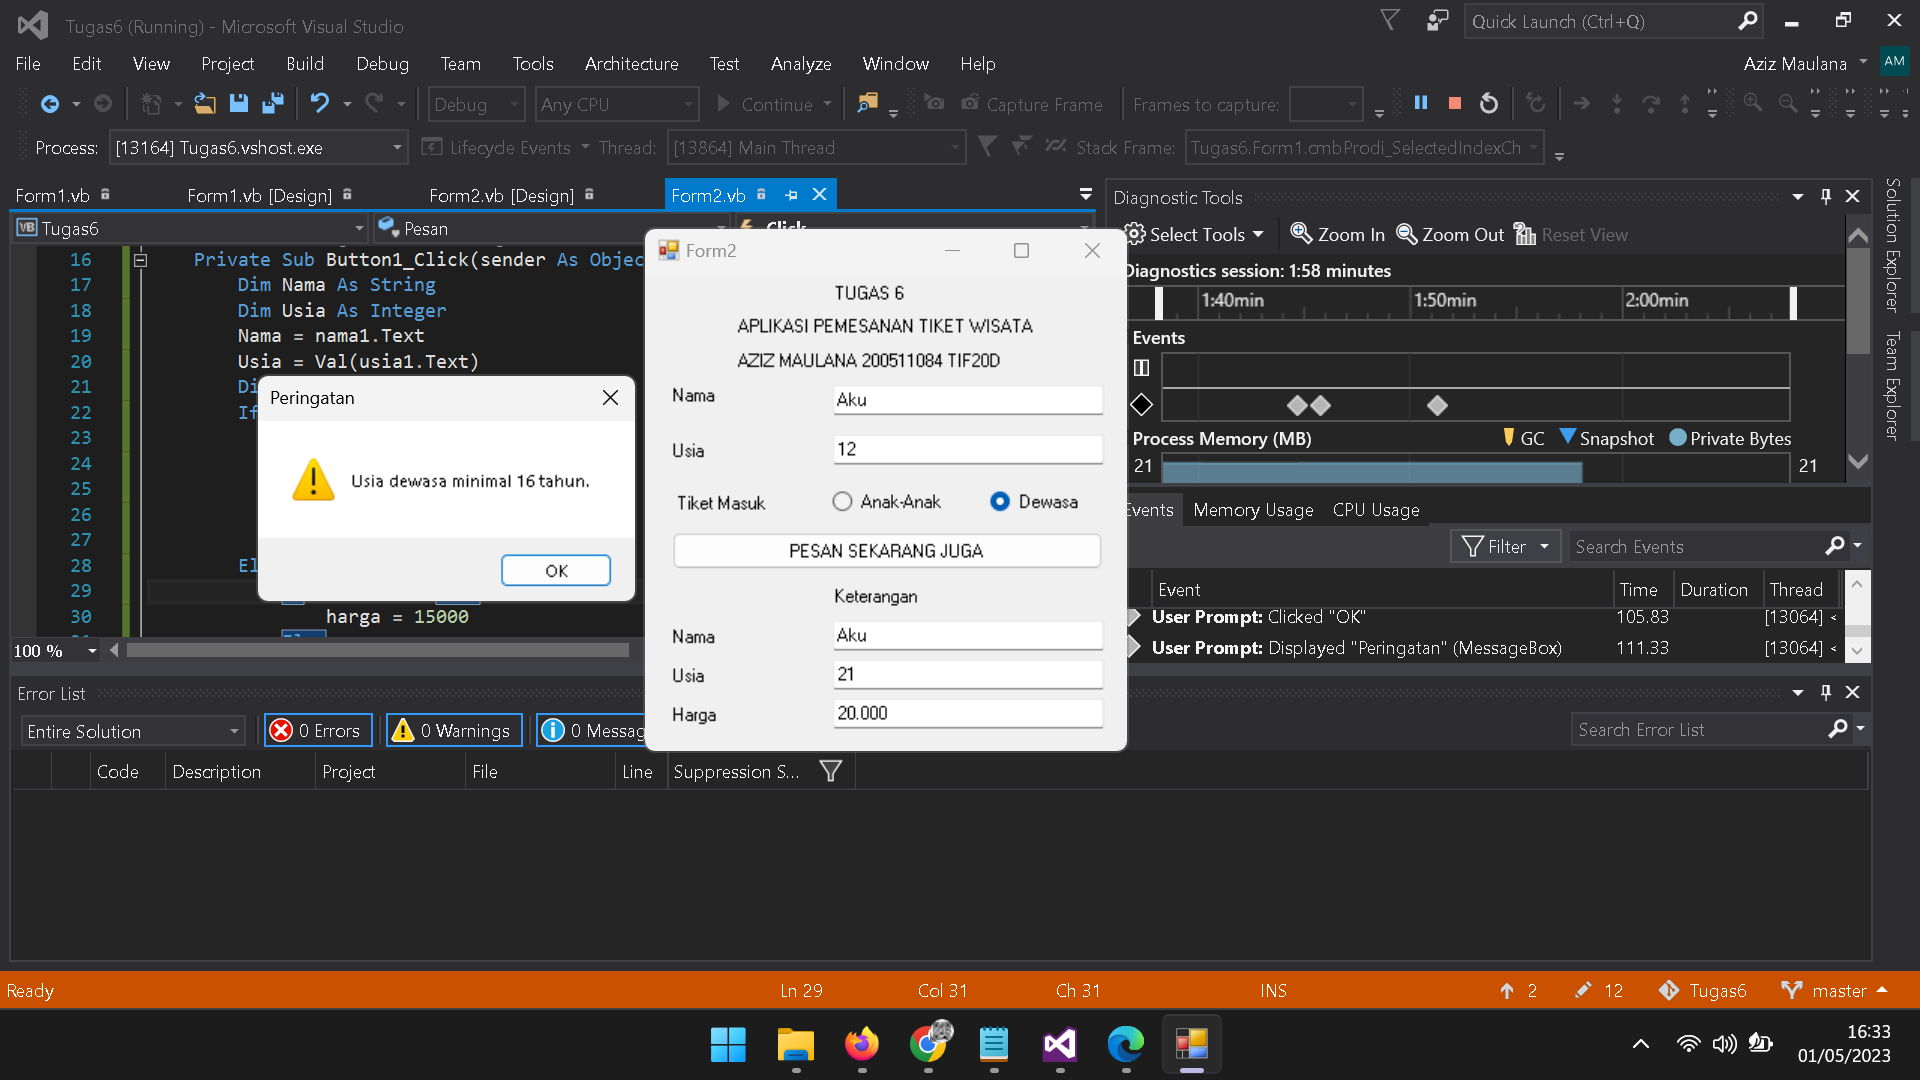 Tugas6 (Running) - Microsoft Visual Studio
Quick Launch (Ctrl+Q)
File Edit View Project Build Debug Team Tools Architecture Test Analyze Window Help
Aziz Maulana AM
Debug Any CPU Continue Capture Frame Frames to capture:
Process: [13164] Tugas6.vshost.exe Lifecycle Events Thread: [13864] Main Thread Stack Frame: Tugas6.Form1.cmbProdi_SelectedIndexCh
Form1.vb Form1.vb [Design] Form2.vb [Design] Form2.vb
Tugas6 Pesan Click
16 Private Sub Button1_Click(sender As Objec
17 Dim Nama As String
18 Dim Usia As Integer
19 Nama = nama1.Text
20 Usia = Val(usia1.Text)
21 Di
22 If
23
24
25
26
27
28 El
29
30 harga = 15000
100 %
Peringatan
Usia dewasa minimal 16 tahun.
OK
Form2
TUGAS 6
APLIKASI PEMESANAN TIKET WISATA
AZIZ MAULANA 200511084 TIF20D
Nama Aku
Usia 12
Tiket Masuk Anak-Anak Dewasa
PESAN SEKARANG JUGA
Keterangan
Nama Aku
Usia 21
Harga 20.000
Diagnostic Tools
Select Tools Zoom In Zoom Out Reset View
Diagnostics session: 1:58 minutes
1:40min 1:50min 2:00min
Events
Process Memory (MB) GC Snapshot Private Bytes
21 21
Events Memory Usage CPU Usage
Filter Search Events
Event Time Duration Thread
User Prompt: Clicked "OK" 105.83 [13064] <
User Prompt: Displayed "Peringatan" (MessageBox) 111.33 [13064] <
Solution Explorer
Team Explorer
Error List
Entire Solution 0 Errors 0 Warnings 0 Messag
Search Error List
Code Description Project File Line Suppression S...
Ready Ln 29 Col 31 Ch 31 INS 2 12 Tugas6 master
16:33
01/05/2023